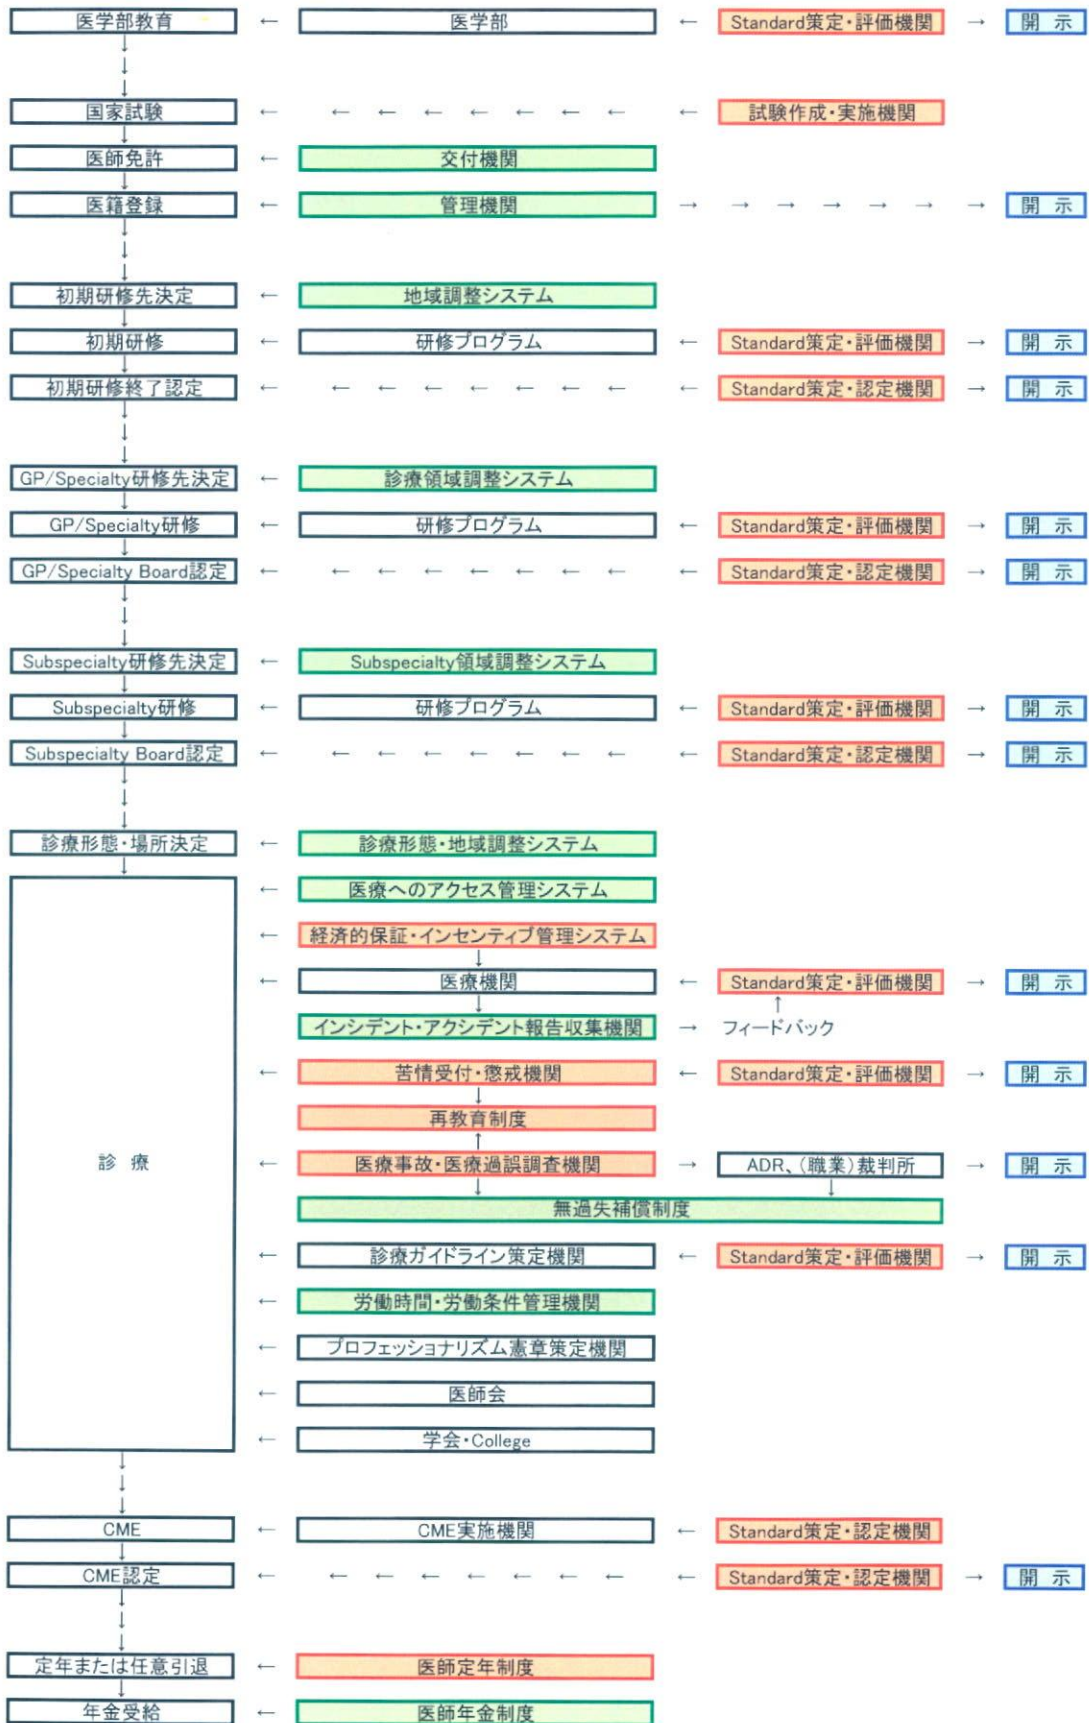 医学部教育 ← 医学部 ← Standard策定・評価機関 → 開 示
国家試験 ← ← ← ← ← ← ← ← ← 試験作成・実施機関
医師免許 ← 交付機関
医籍登録 ← 管理機関 → → → → → → → 開 示
初期研修先決定 ← 地域調整システム
初期研修 ← 研修プログラム ← Standard策定・評価機関 → 開 示
初期研修終了認定 ← ← ← ← ← ← ← ← ← Standard策定・認定機関 → 開 示
GP/Specialty研修先決定 ← 診療領域調整システム
GP/Specialty研修 ← 研修プログラム ← Standard策定・評価機関 → 開 示
GP/Specialty Board認定 ← ← ← ← ← ← ← ← ← Standard策定・認定機関 → 開 示
Subspecialty研修先決定 ← Subspecialty領域調整システム
Subspecialty研修 ← 研修プログラム ← Standard策定・評価機関 → 開 示
Subspecialty Board認定 ← ← ← ← ← ← ← ← ← Standard策定・認定機関 → 開 示
診療形態・場所決定 ← 診療形態・地域調整システム
← 医療へのアクセス管理システム
← 経済的保証・インセンティブ管理システム
← 医療機関 ← Standard策定・評価機関 → 開 示
インシデント・アクシデント報告収集機関 → フィードバック
← 苦情受付・懲戒機関 ← Standard策定・評価機関 → 開 示
再教育制度
診 療 ← 医療事故・医療過誤調査機関 → ADR、(職業)裁判所 → 開 示
無過失補償制度
← 診療ガイドライン策定機関 ← Standard策定・評価機関 → 開 示
← 労働時間・労働条件管理機関
← プロフェッショナリズム憲章策定機関
← 医師会
← 学会・College
CME ← CME実施機関 ← Standard策定・認定機関
CME認定 ← ← ← ← ← ← ← ← ← Standard策定・認定機関 → 開 示
定年または任意引退 ← 医師定年制度
年金受給 ← 医師年金制度